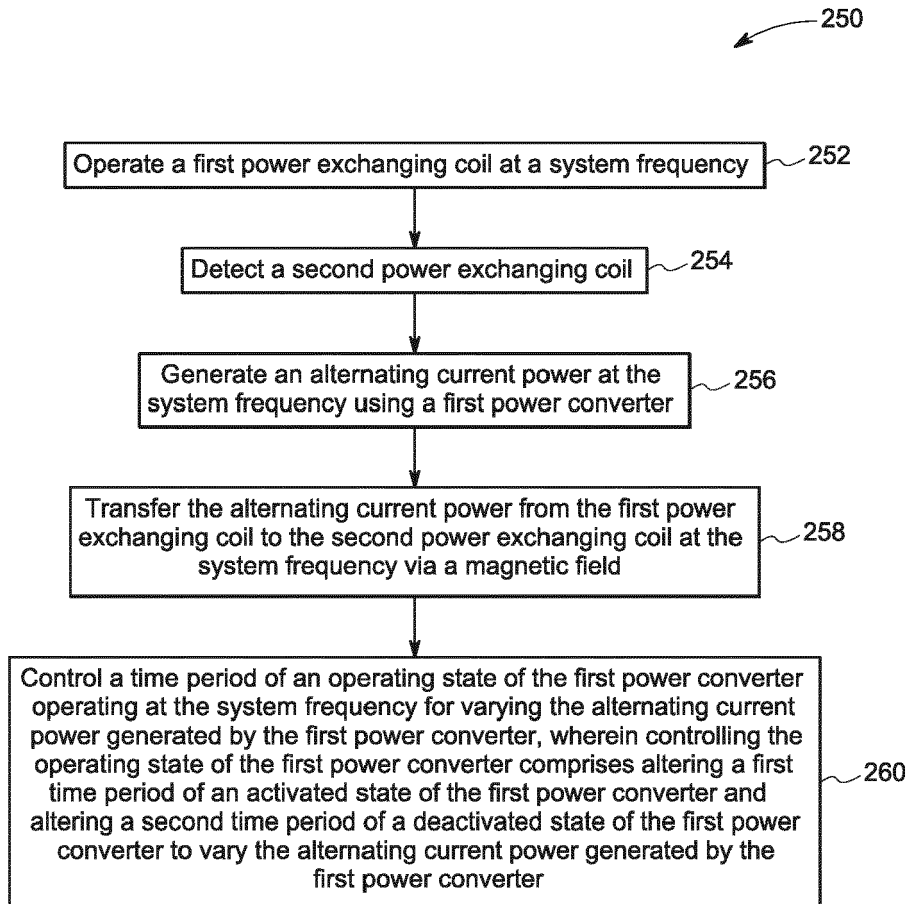 250
Operate a first power exchanging coil at a system frequency
252
Detect a second power exchanging coil
254
Generate an alternating current power at the
system frequency using a first power converter
256
Transfer the alternating current power from the first power
exchanging coil to the second power exchanging coil at the
system frequency via a magnetic field
258
Control a time period of an operating state of the first power converter
operating at the system frequency for varying the alternating current
power generated by the first power converter, wherein controlling the
operating state of the first power converter comprises altering a first
time period of an activated state of the first power converter and
altering a second time period of a deactivated state of the first power
converter to vary the alternating current power generated by the
first power converter
260